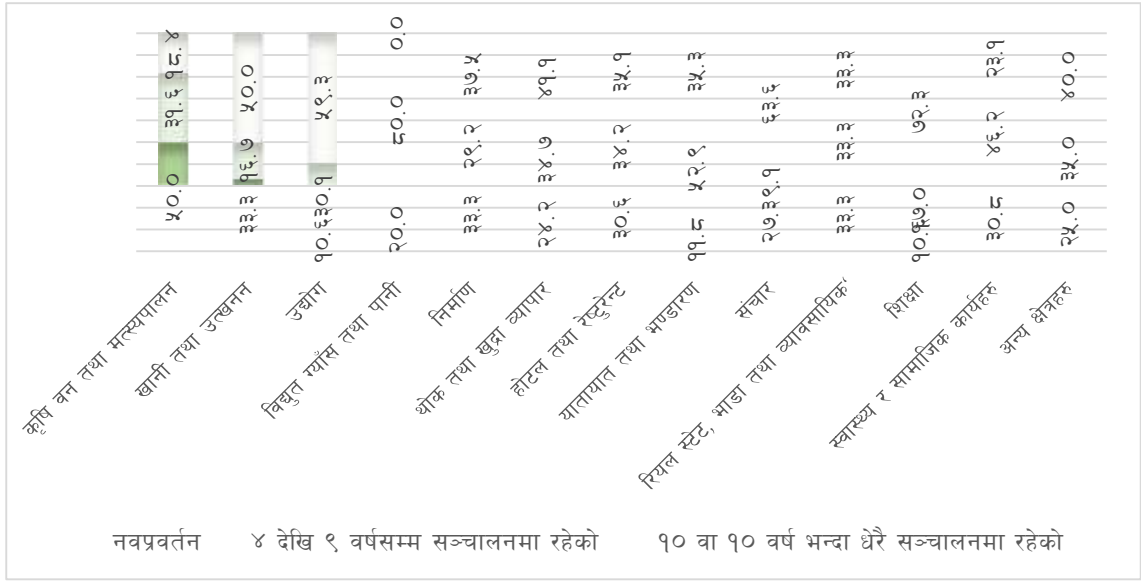 १८.४ ५०.० ५९.३ ०.० ३७.५ ४१.१ ३५.१ ३५.३ ६३.६ ३३.३ ७२.३ २३.१ ४०.०
३१.६ १६.७ ३०.१ ८०.० २९.२ ३४.७ ३४.२ ५२.९ ९.१ ३३.३ १७.० ४६.२ ३५.०
५०.० ३३.३ १०.६ २०.० ३३.३ २४.२ ३०.६ ११.८ २७.३ ३३.३ १०.६ ३०.८ २५.०
कृषि वन तथा मत्स्यपालन
खानी तथा उत्खनन
उद्योग
विद्युत ग्याँस तथा पानी
निर्माण
थोक तथा खुद्रा व्यापार
होटल तथा रेष्टुरेन्ट
यातायात तथा भण्डारण
संचार
रियल स्टेट, भाडा तथा व्यावसायिक
शिक्षा
स्वास्थ्य र सामाजिक कार्यहरु
अन्य क्षेत्रहरु
नवप्रवर्तन ४ देखि ९ वर्षसम्म सञ्चालनमा रहेको १० वा १० वर्ष भन्दा धेरै सञ्चालनमा रहेको